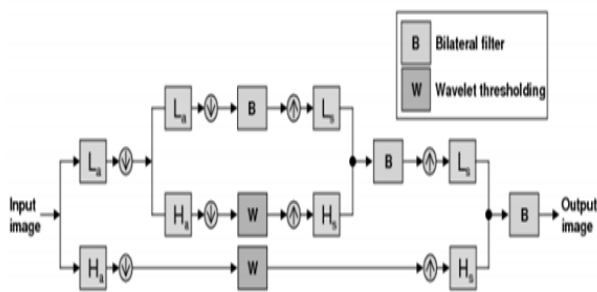 B Bilateral filter
W Wavelet thresholding
La B Ls
La B Ls
Input image
Ha W Hs
B Output image
Ha W Hs